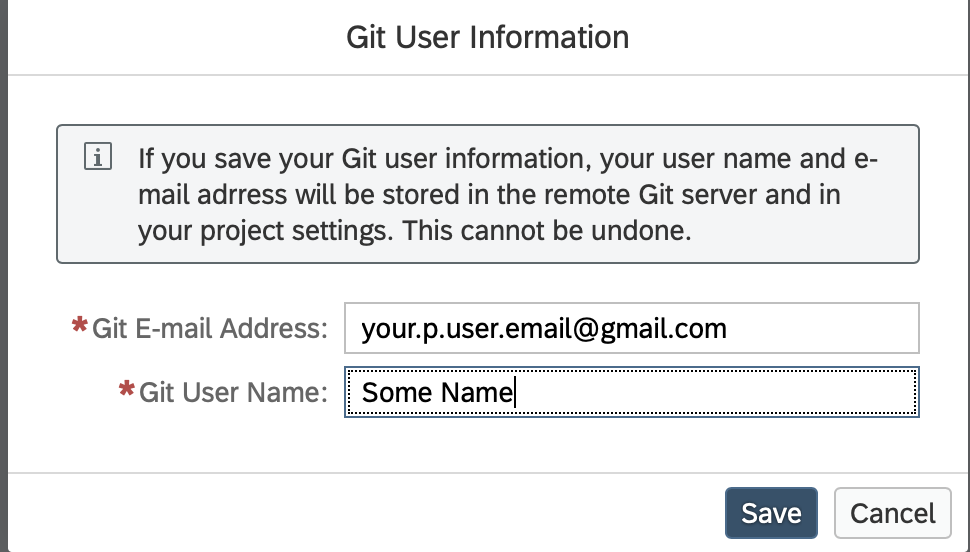 Git User Information
If you save your Git user information, your user name and e-
mail adrress will be stored in the remote Git server and in
your project settings. This cannot be undone.
*Git E-mail Address: your.p.user.email@gmail.com
*Git User Name: Some Name
Save Cancel